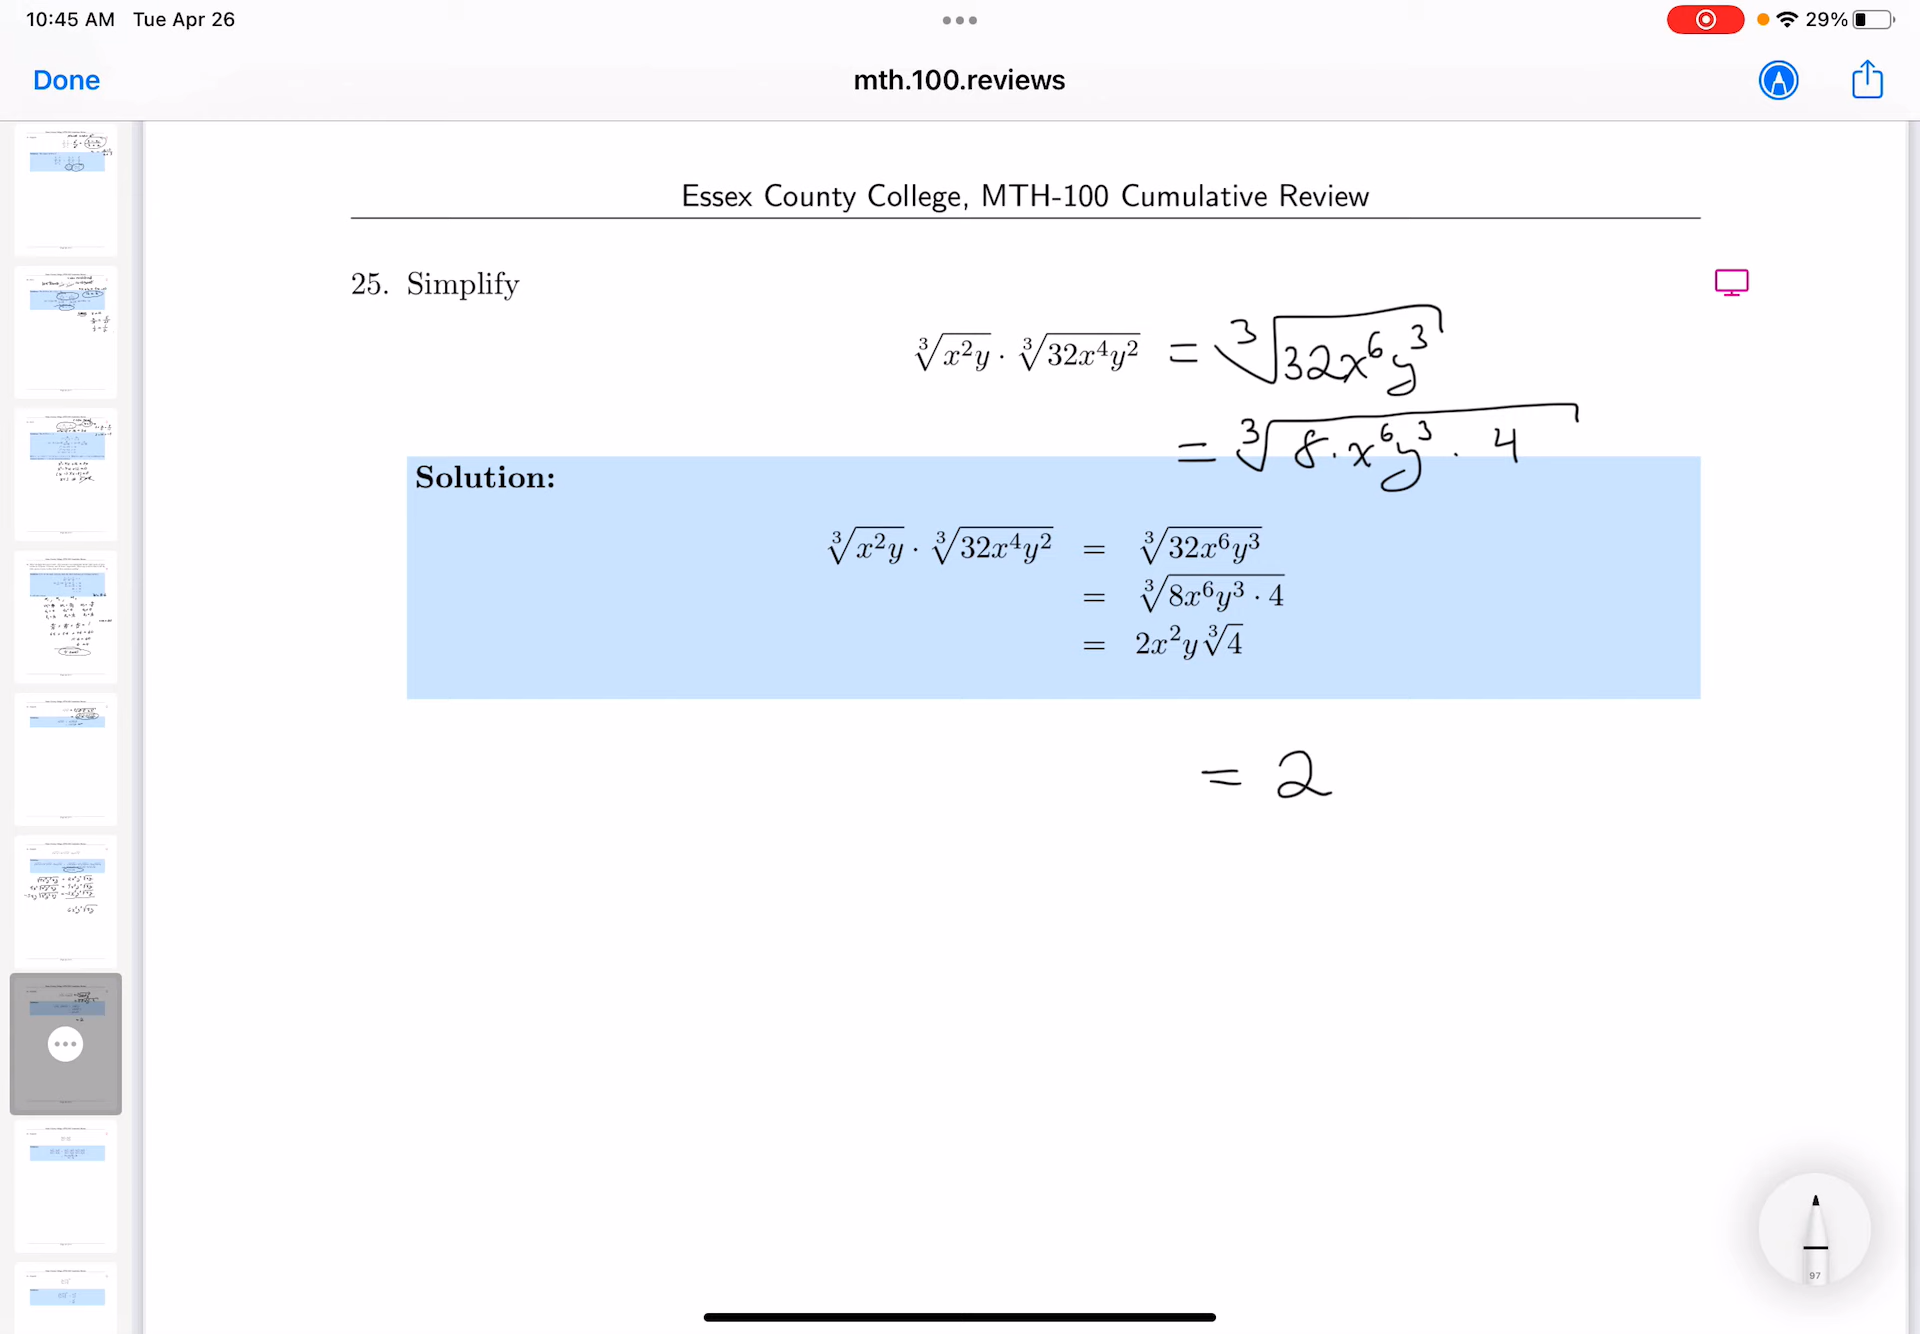 10:45 AM Tue Apr 26
29%
Done
mth.100.reviews
Essex County College, MTH-100 Cumulative Review
25. Simplify
∛(x²y) · ∛(32x⁴y²) = ∛(32x⁶y³)
= ∛(8·x⁶y³ · 4)
Solution:
∛(x²y) · ∛(32x⁴y²) = ∛(32x⁶y³)
= ∛(8x⁶y³ · 4)
= 2x²y∛4
= 2
97